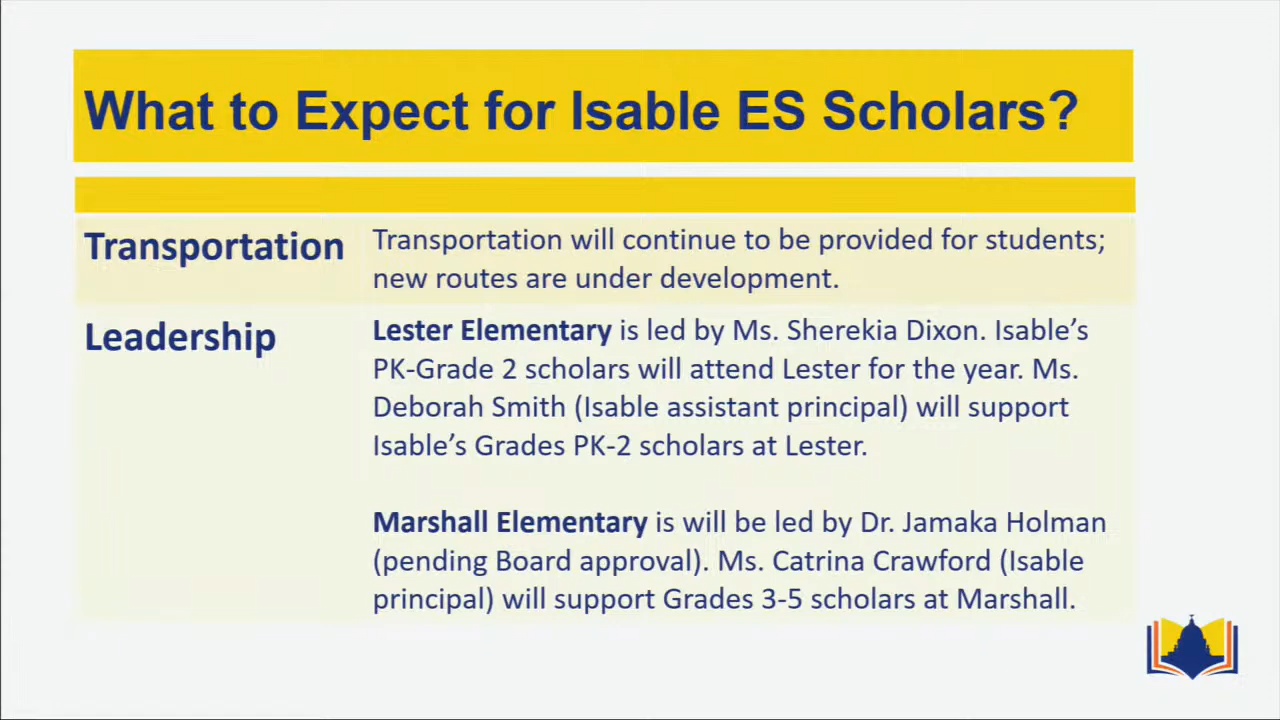 What to Expect for Isable ES Scholars?
Transportation
Transportation will continue to be provided for students;
new routes are under development.
Leadership
Lester Elementary is led by Ms. Sherekia Dixon. Isable’s
PK-Grade 2 scholars will attend Lester for the year. Ms.
Deborah Smith (Isable assistant principal) will support
Isable’s Grades PK-2 scholars at Lester.
Marshall Elementary is will be led by Dr. Jamaka Holman
(pending Board approval). Ms. Catrina Crawford (Isable
principal) will support Grades 3-5 scholars at Marshall.